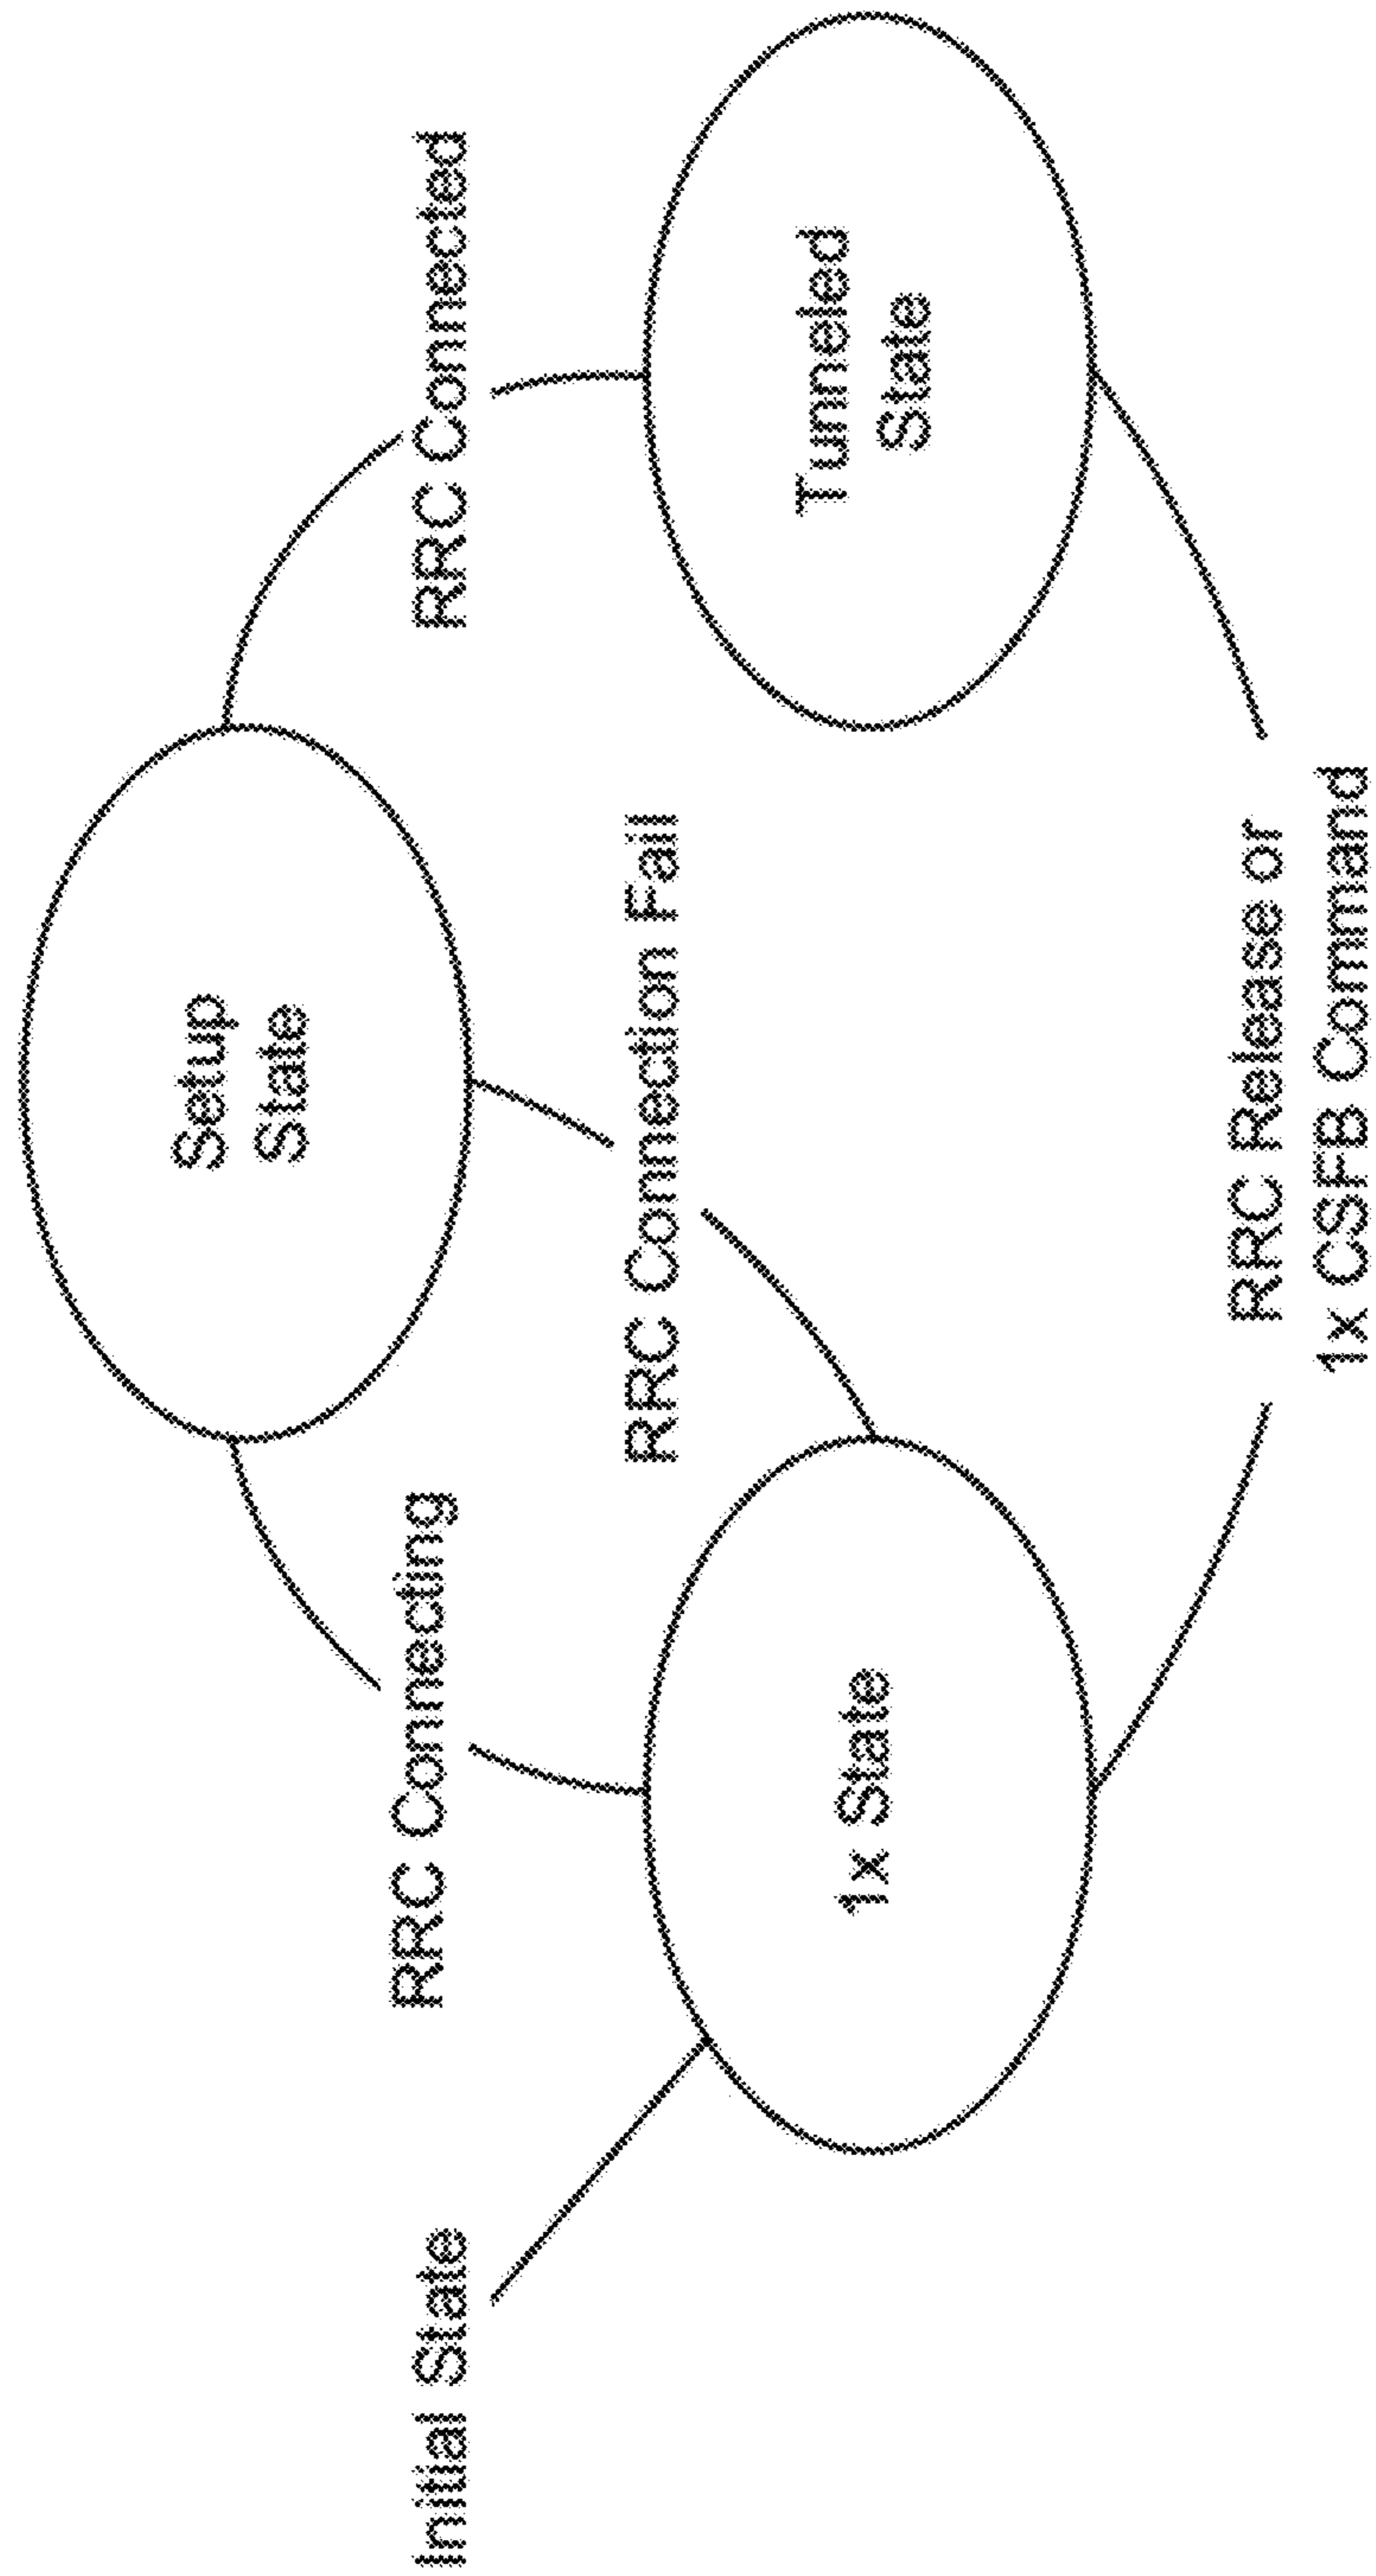 Setup
State
RRC Connecting
RRC Connected
Initial State
RRC Connection Fail
1x State
Tunneled
State
RRC Release or
1x CSFB Command